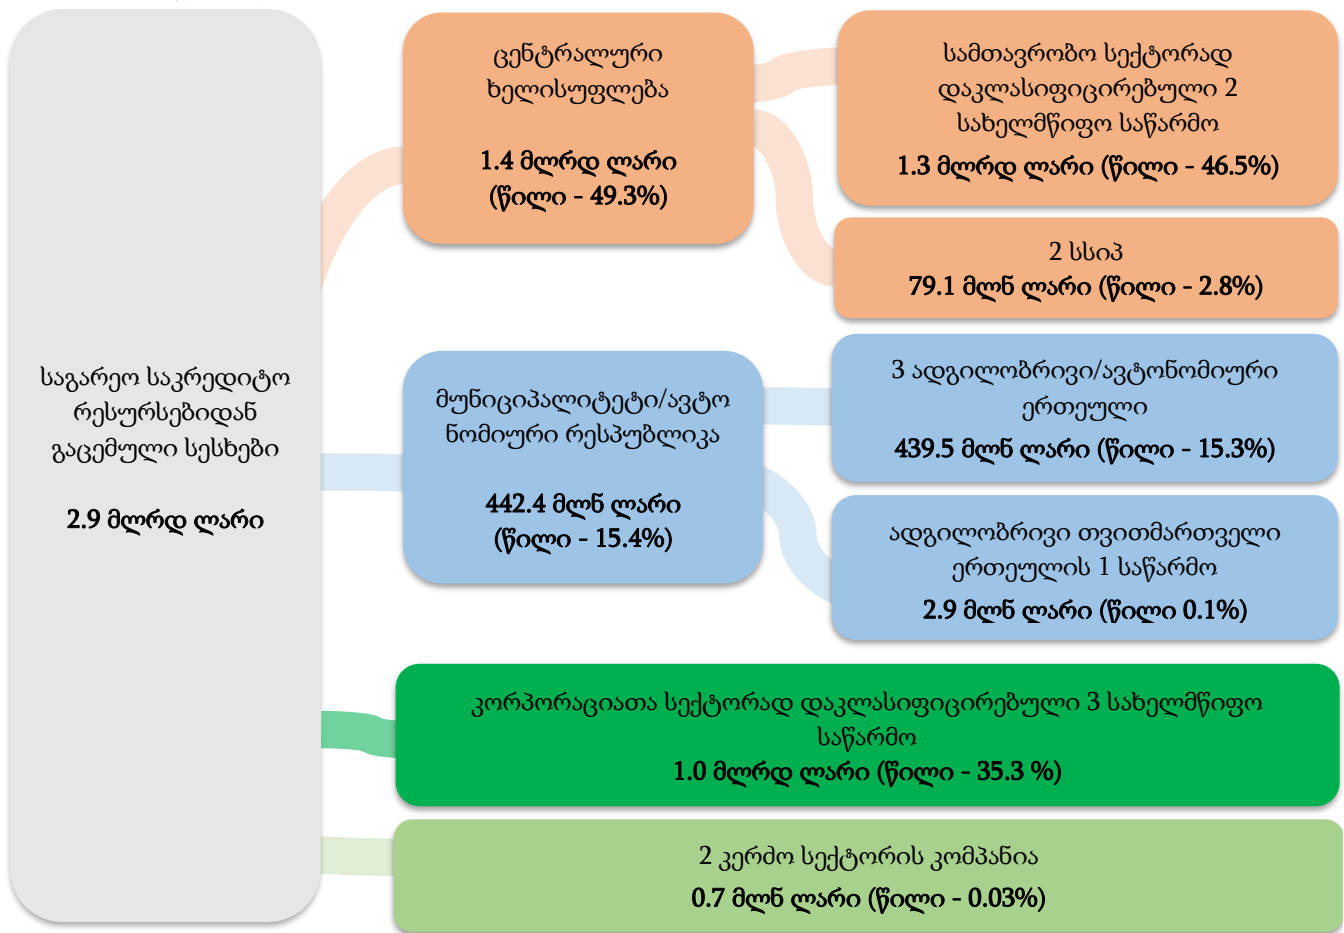 საგარეო საკრედიტო
რესურსებიდან
გაცემული სესხები
2.9 მლრდ ლარი
ცენტრალური
ხელისუფლება
1.4 მლრდ ლარი
(წილი - 49.3%)
სამთავრობო სექტორად
დაკლასიფიცირებული 2
სახელმწიფო საწარმო
1.3 მლრდ ლარი (წილი - 46.5%)
2 სსიპ
79.1 მლნ ლარი (წილი - 2.8%)
მუნიციპალიტეტი/ავტო
ნომიური რესპუბლიკა
442.4 მლნ ლარი
(წილი - 15.4%)
3 ადგილობრივი/ავტონომიური
ერთეული
439.5 მლნ ლარი (წილი - 15.3%)
ადგილობრივი თვითმართველი
ერთეულის 1 საწარმო
2.9 მლნ ლარი (წილი 0.1%)
კორპორაციათა სექტორად დაკლასიფიცირებული 3 სახელმწიფო
საწარმო
1.0 მლრდ ლარი (წილი - 35.3 %)
2 კერძო სექტორის კომპანია
0.7 მლნ ლარი (წილი - 0.03%)